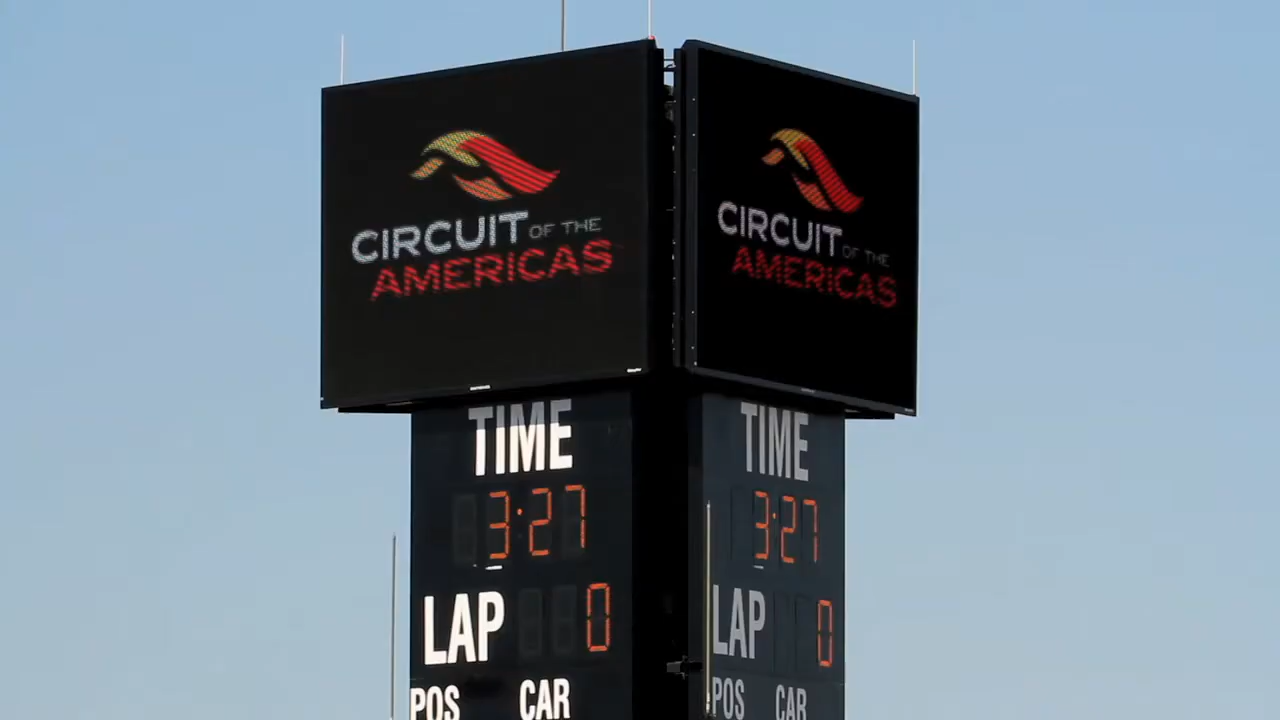 CIRCUIT OF THE
AMERICAS
CIRCUIT OF THE
AMERICAS
TIME
3:27
LAP 0
POS CAR
TIME
3:27
LAP 0
POS CAR